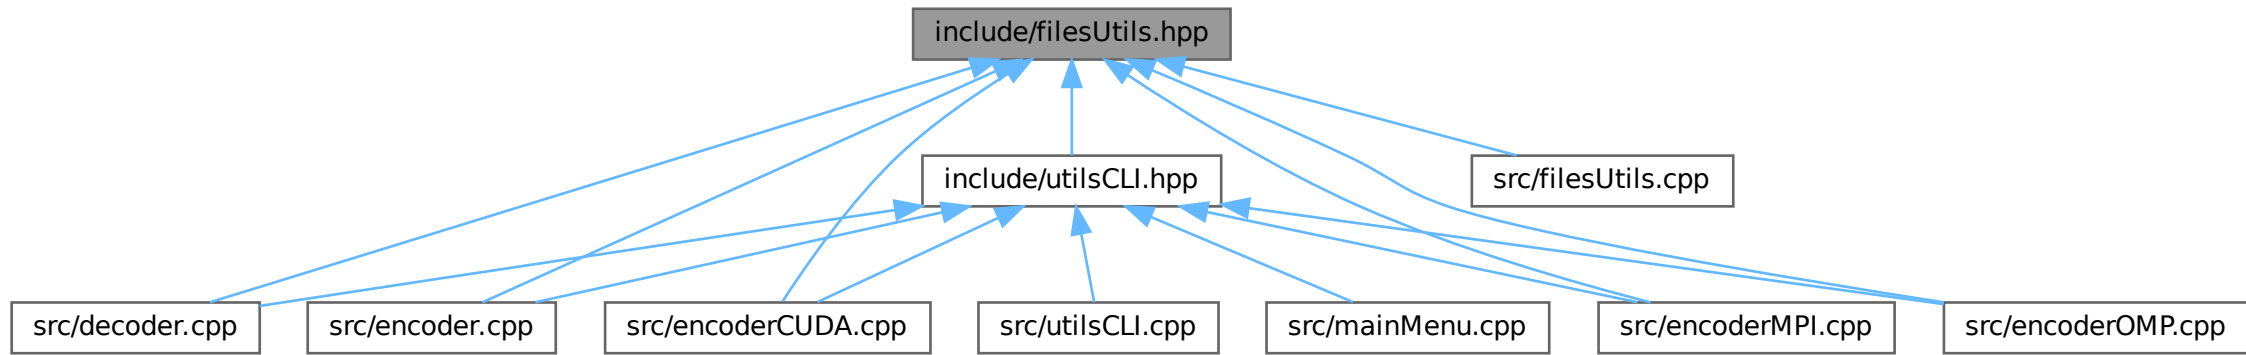 include/filesUtils.hpp
include/utilsCLI.hpp
src/filesUtils.cpp
src/decoder.cpp
src/encoder.cpp
src/encoderCUDA.cpp
src/utilsCLI.cpp
src/mainMenu.cpp
src/encoderMPI.cpp
src/encoderOMP.cpp